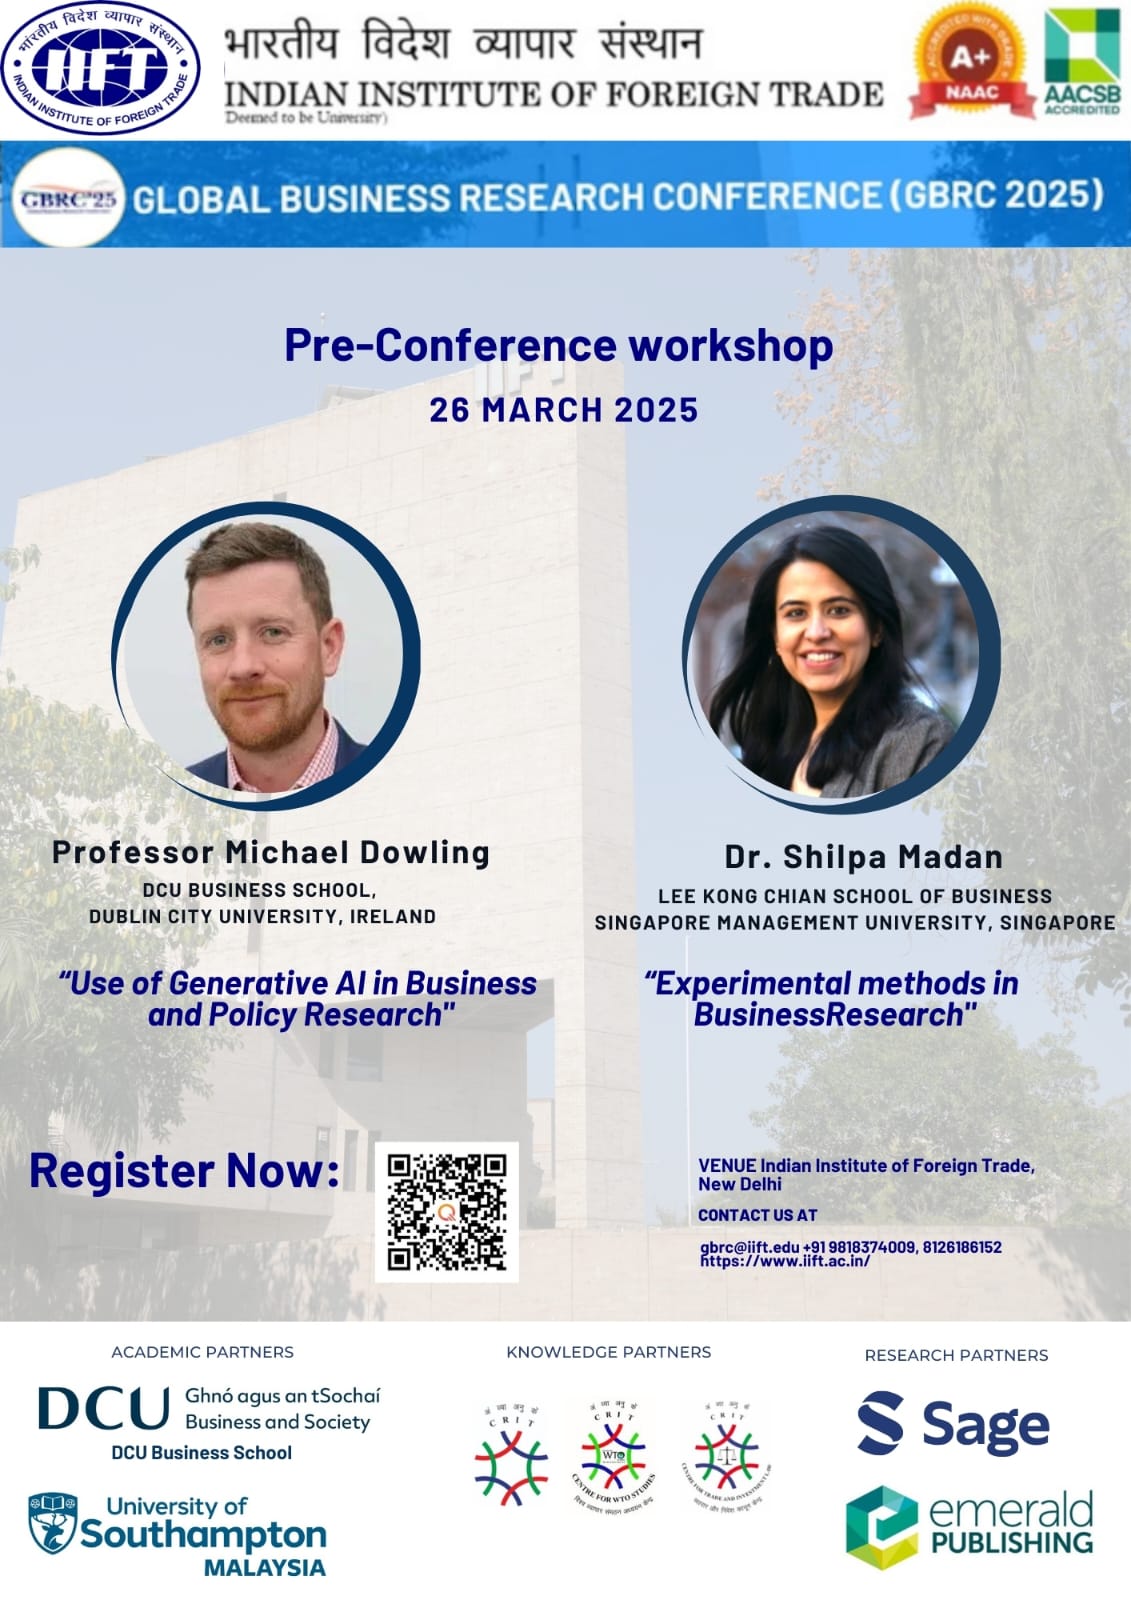 भारतीय विदेश व्यापार संस्थान
IIFT
INDIAN INSTITUTE OF FOREIGN TRADE
भारतीय विदेश व्यापार संस्थान
INDIAN INSTITUTE OF FOREIGN TRADE
Deemed to be University)
ACCREDITED WITH GRADE
A+
NAAC
AACSB
ACCREDITED
GBRC'25
GLOBAL BUSINESS RESEARCH CONFERENCE (GBRC 2025)
Pre-Conference workshop
IIFT
26 MARCH 2025
Professor Michael Dowling
DCU BUSINESS SCHOOL,
DUBLIN CITY UNIVERSITY, IRELAND
“Use of Generative AI in Business
and Policy Research"
Dr. Shilpa Madan
LEE KONG CHIAN SCHOOL OF BUSINESS
SINGAPORE MANAGEMENT UNIVERSITY, SINGAPORE
“Experimental methods in
BusinessResearch"
Register Now:
VENUE Indian Institute of Foreign Trade,
New Delhi
CONTACT US AT
gbrc@iift.edu +91 9818374009, 8126186152
https://www.iift.ac.in/
ACADEMIC PARTNERS
DCU
Ghnó agus an tSochaí
Business and Society
DCU Business School
University of
Southampton
MALAYSIA
KNOWLEDGE PARTNERS
CRIT
CRIT
WTO
CENTRE FOR WTO STUDIES
CRIT
CENTRE FOR TRADE AND INVESTMENT LAW
RESEARCH PARTNERS
Sage
emerald
PUBLISHING